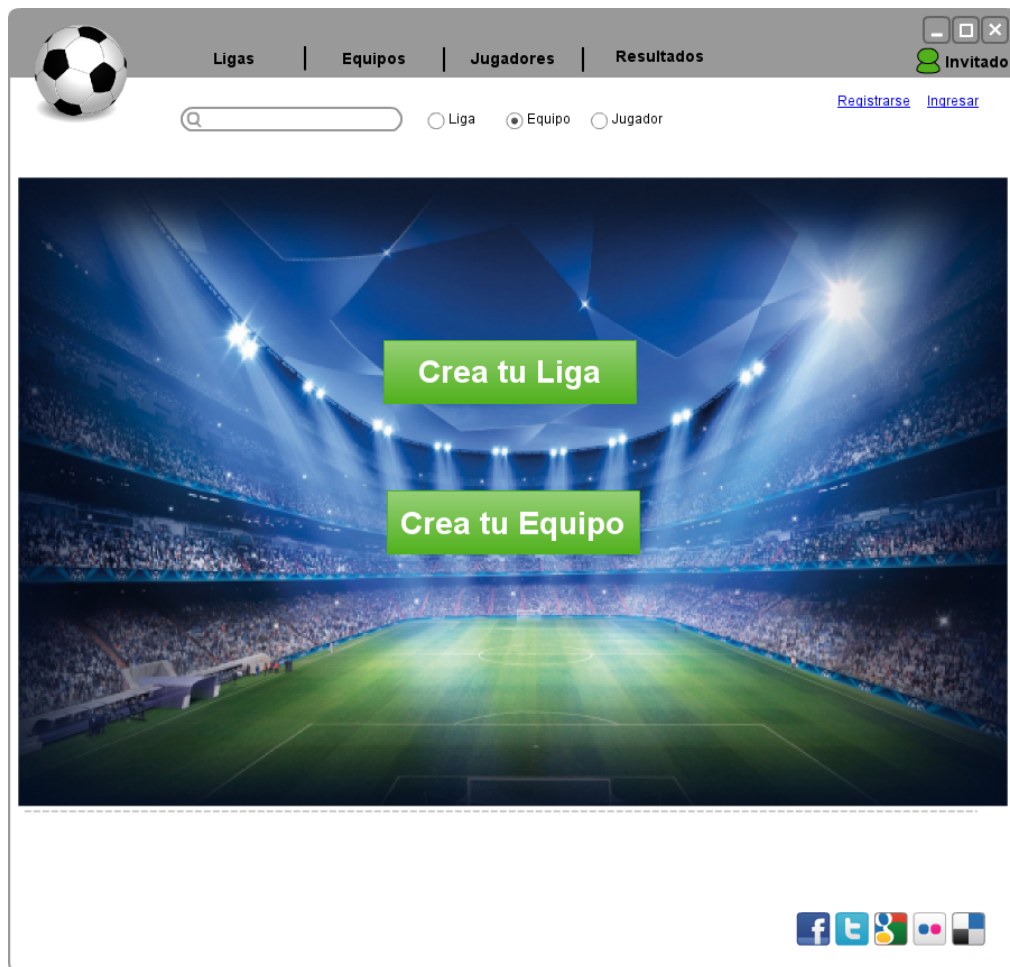 Ligas
Equipos
Jugadores
Resultados
Invitado
Registrarse
Ingresar
Liga
Equipo
Jugador
Crea tu Liga
Crea tu Equipo